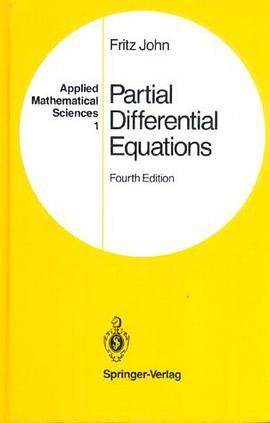 Fritz John
Applied
Mathematical
Sciences
1
Partial
Differential
Equations
Fourth Edition
Springer-Verlag